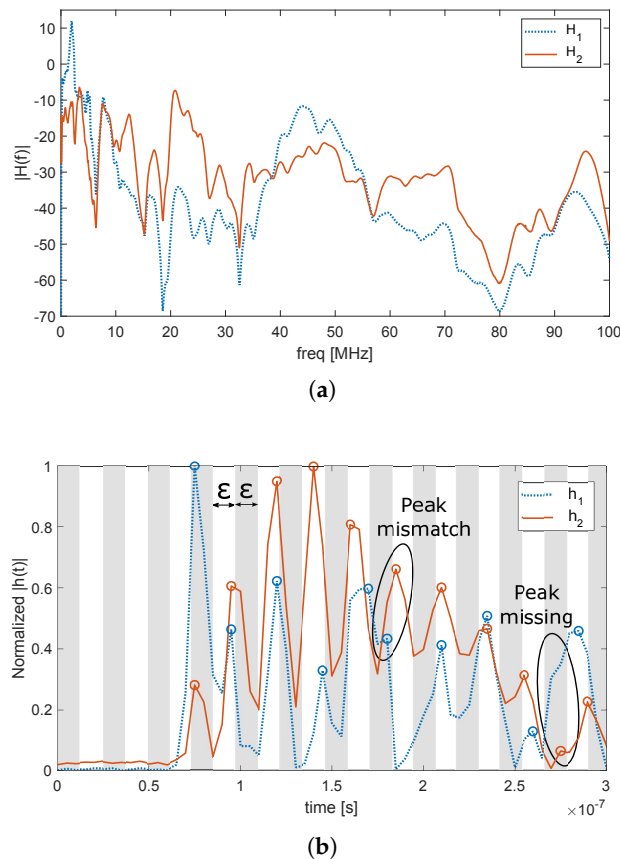 10
0
-10
-20
-30
-40
-50
-60
-70
|H(f)|
H1
H2
0 10 20 30 40 50 60 70 80 90 100
freq [MHz]
(a)
1
0.8
0.6
0.4
0.2
0
Normalized |h(t)|
ε ε
Peak
mismatch
Peak
missing
h1
h2
0 0.5 1 1.5 2 2.5 3
time [s]
×10-7
(b)